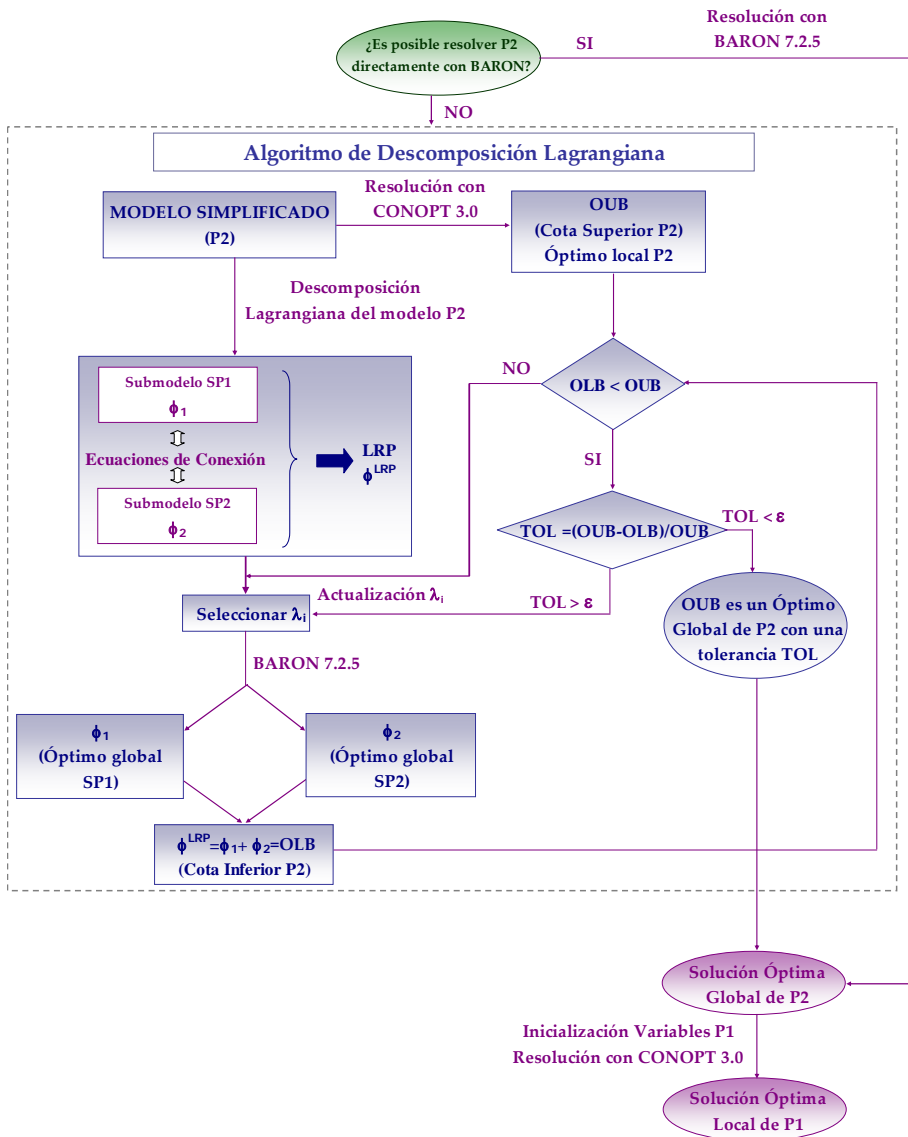 ¿Es posible resolver P2
directamente con BARON?
SI
Resolución con
BARON 7.2.5
NO
Algoritmo de Descomposición Lagrangiana
MODELO SIMPLIFICADO
(P2)
Resolución con
CONOPT 3.0
OUB
(Cota Superior P2)
Óptimo local P2
Descomposición
Lagrangiana del modelo P2
Submodelo SP1
ϕ₁
Ecuaciones de Conexión
Submodelo SP2
ϕ₂
LRP
ϕᴸᴿᴾ
NO
OLB < OUB
SI
TOL =(OUB-OLB)/OUB
TOL < ε
TOL > ε
Actualización λᵢ
Seleccionar λᵢ
OUB es un Óptimo
Global de P2 con una
tolerancia TOL
BARON 7.2.5
ϕ₁
(Óptimo global
SP1)
ϕ₂
(Óptimo global
SP2)
ϕᴸᴿᴾ=ϕ₁+ ϕ₂=OLB
(Cota Inferior P2)
Solución Óptima
Global de P2
Inicialización Variables P1
Resolución con CONOPT 3.0
Solución Óptima
Local de P1